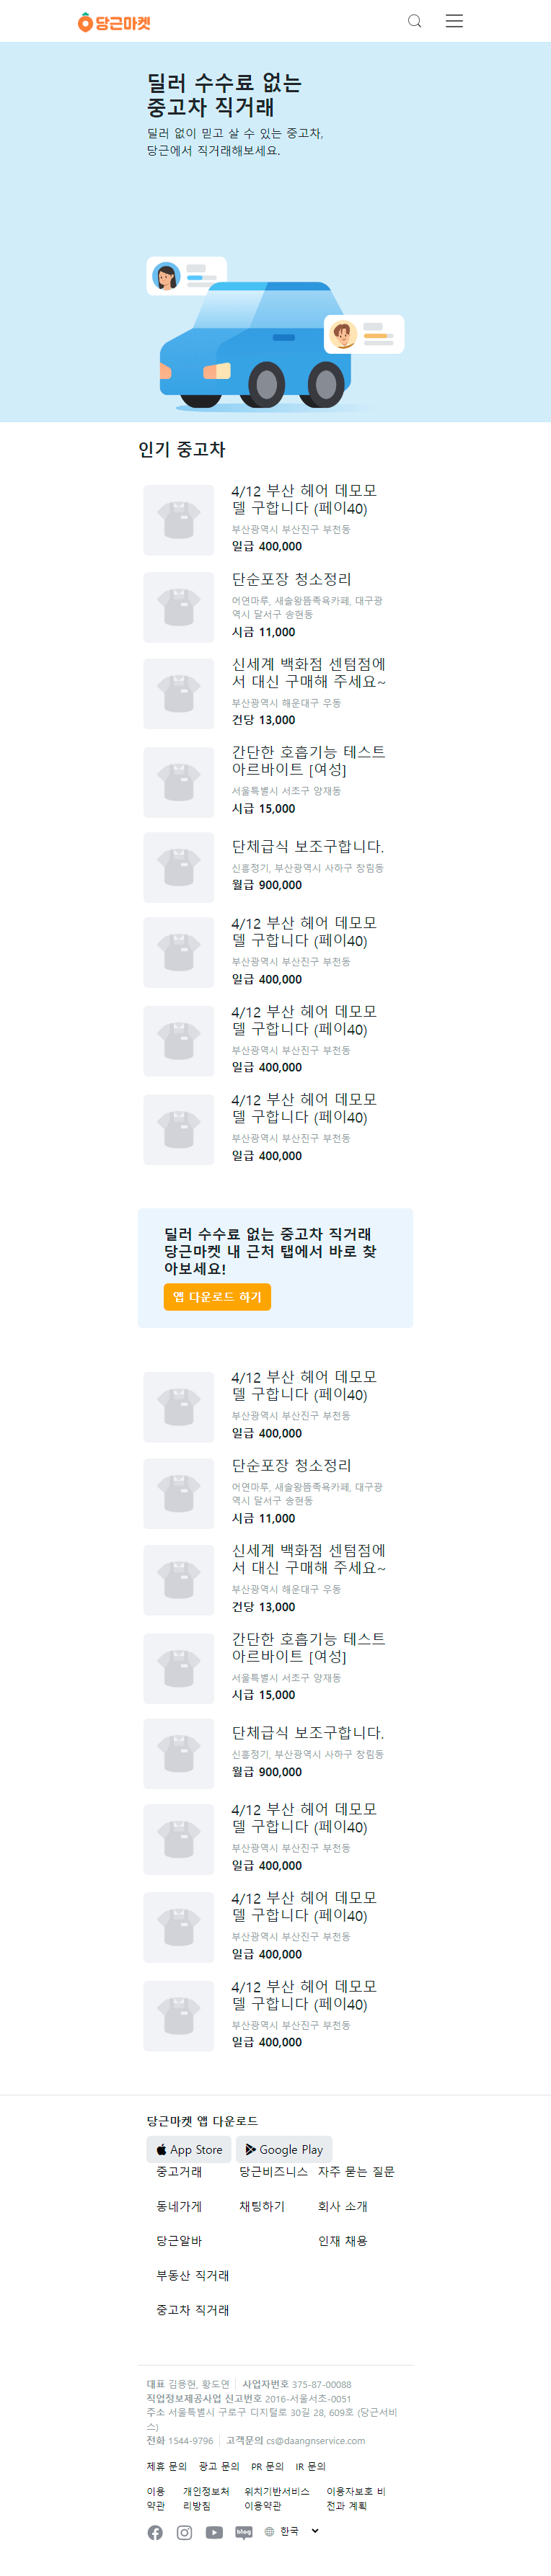 당근마켓
딜러 수수료 없는
중고차 직거래
딜러 없이 믿고 살 수 있는 중고차,
당근에서 직거래해보세요.
인기 중고차
4/12 부산 헤어 데모모
델 구합니다 (페이40)
부산광역시 부산진구 부전동
일급 400,000
단순포장 청소정리
어연마루, 새술왕뜸족욕카페, 대구광
역시 달서구 송현동
시금 11,000
신세계 백화점 센텀점에
서 대신 구매해 주세요~
부산광역시 해운대구 우동
건당 13,000
간단한 호흡기능 테스트
아르바이트 [여성]
서울특별시 서초구 양재동
시급 15,000
단체급식 보조구합니다.
신흥정기, 부산광역시 사하구 장림동
월급 900,000
4/12 부산 헤어 데모모
델 구합니다 (페이40)
부산광역시 부산진구 부전동
일급 400,000
4/12 부산 헤어 데모모
델 구합니다 (페이40)
부산광역시 부산진구 부전동
일급 400,000
4/12 부산 헤어 데모모
델 구합니다 (페이40)
부산광역시 부산진구 부전동
일급 400,000
딜러 수수료 없는 중고차 직거래
당근마켓 내 근처 탭에서 바로 찾
아보세요!
앱 다운로드 하기
4/12 부산 헤어 데모모
델 구합니다 (페이40)
부산광역시 부산진구 부전동
일급 400,000
단순포장 청소정리
어연마루, 새술왕뜸족욕카페, 대구광
역시 달서구 송현동
시금 11,000
신세계 백화점 센텀점에
서 대신 구매해 주세요~
부산광역시 해운대구 우동
건당 13,000
간단한 호흡기능 테스트
아르바이트 [여성]
서울특별시 서초구 양재동
시급 15,000
단체급식 보조구합니다.
신흥정기, 부산광역시 사하구 장림동
월급 900,000
4/12 부산 헤어 데모모
델 구합니다 (페이40)
부산광역시 부산진구 부전동
일급 400,000
4/12 부산 헤어 데모모
델 구합니다 (페이40)
부산광역시 부산진구 부전동
일급 400,000
4/12 부산 헤어 데모모
델 구합니다 (페이40)
부산광역시 부산진구 부전동
일급 400,000
당근마켓 앱 다운로드
App Store Google Play
중고거래 당근비즈니스 자주 묻는 질문
동네가게 채팅하기 회사 소개
당근알바 인재 채용
부동산 직거래
중고차 직거래
대표 김용현, 황도연 사업자번호 375-87-00088
직업정보제공사업 신고번호 2016-서울서초-0051
주소 서울특별시 구로구 디지털로 30길 28, 609호 (당근서비
스)
전화 1544-9796 고객문의 cs@daangnservice.com
제휴 문의 광고 문의 PR 문의 IR 문의
이용 개인정보처 위치기반서비스 이용자보호 비
약관 리방침 이용약관 전과 계획
blog 한국